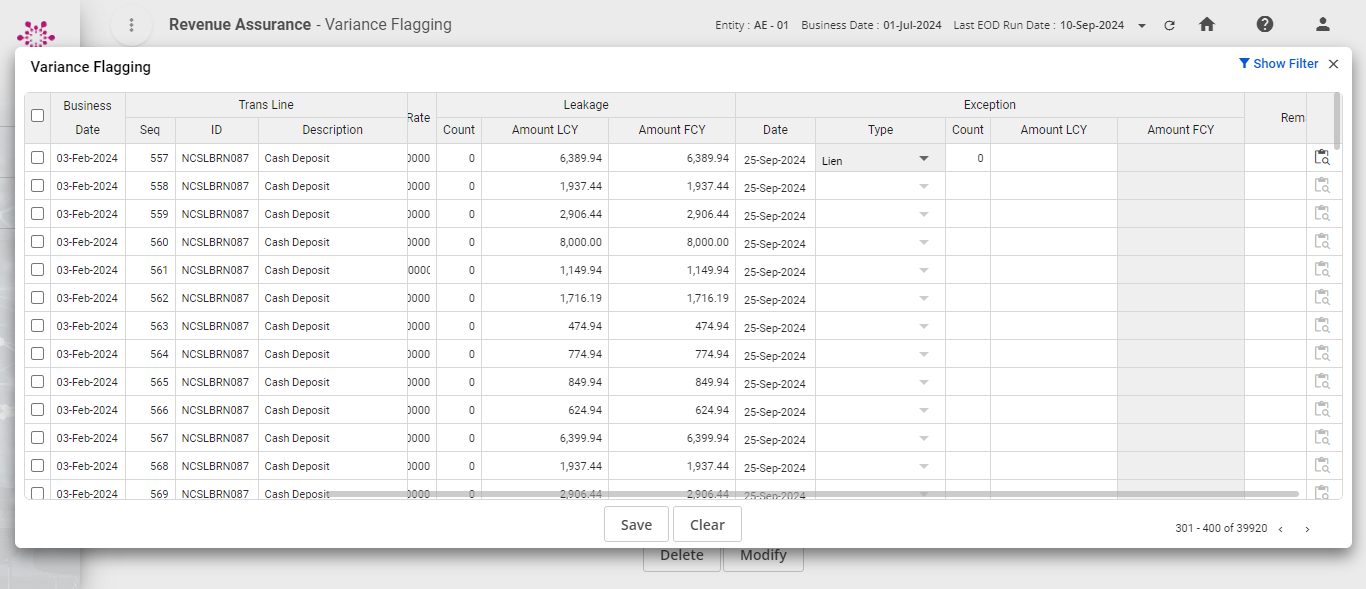 Revenue Assurance - Variance Flagging
Entity : AE - 01 Business Date : 01-Jul-2024 Last EOD Run Date : 10-Sep-2024
Variance Flagging
Show Filter
Business Date Trans Line Rate Leakage Exception Rem
Seq ID Description Count Amount LCY Amount FCY Date Type Count Amount LCY Amount FCY
03-Feb-2024 557 NCSLBRN087 Cash Deposit 0000 0 6,389.94 6,389.94 25-Sep-2024 Lien 0
03-Feb-2024 558 NCSLBRN087 Cash Deposit 0000 0 1,937.44 1,937.44 25-Sep-2024
03-Feb-2024 559 NCSLBRN087 Cash Deposit 0000 0 2,906.44 2,906.44 25-Sep-2024
03-Feb-2024 560 NCSLBRN087 Cash Deposit 0000 0 8,000.00 8,000.00 25-Sep-2024
03-Feb-2024 561 NCSLBRN087 Cash Deposit 0000 0 1,149.94 1,149.94 25-Sep-2024
03-Feb-2024 562 NCSLBRN087 Cash Deposit 0000 0 1,716.19 1,716.19 25-Sep-2024
03-Feb-2024 563 NCSLBRN087 Cash Deposit 0000 0 474.94 474.94 25-Sep-2024
03-Feb-2024 564 NCSLBRN087 Cash Deposit 0000 0 774.94 774.94 25-Sep-2024
03-Feb-2024 565 NCSLBRN087 Cash Deposit 0000 0 849.94 849.94 25-Sep-2024
03-Feb-2024 566 NCSLBRN087 Cash Deposit 0000 0 624.94 624.94 25-Sep-2024
03-Feb-2024 567 NCSLBRN087 Cash Deposit 0000 0 6,399.94 6,399.94 25-Sep-2024
03-Feb-2024 568 NCSLBRN087 Cash Deposit 0000 0 1,937.44 1,937.44 25-Sep-2024
03-Feb-2024 569 NCSLBRN087 Cash Deposit 0000 0 2,906.44 2,906.44 25-Sep-2024
Save Clear
301 - 400 of 39920
Delete Modify